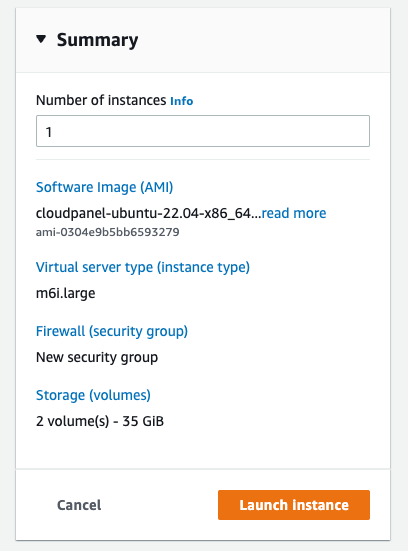 Summary
Number of instances Info
1
Software Image (AMI)
cloudpanel-ubuntu-22.04-x86_64...read more
ami-0304e9b5bb6593279
Virtual server type (instance type)
m6i.large
Firewall (security group)
New security group
Storage (volumes)
2 volume(s) - 35 GiB
Cancel
Launch instance